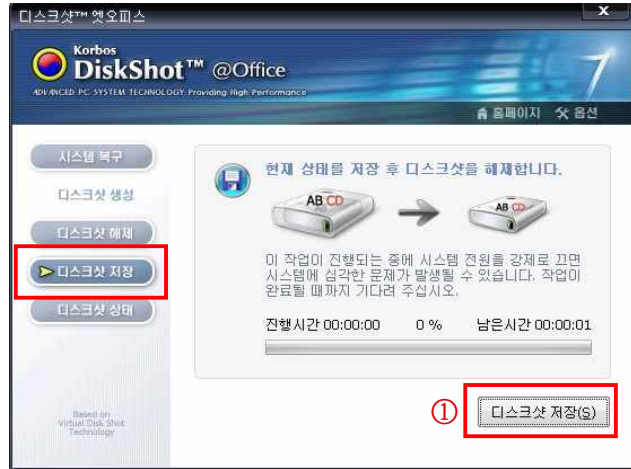 디스크샷™ 엣오피스
x
Korbos
DiskShot™ @Office
ADVANCED PC SYSTEM TECHNOLOGY Providing High Performance
7
홈페이지 옵션
시스템 복구
디스크샷 생성
디스크샷 해제
디스크샷 저장
디스크샷 상태
Based on
Virtual Disk Shot
Technology
현재 상태를 저장 후 디스크샷을 해제합니다.
AB CD
AB CD
이 작업이 진행되는 중에 시스템 전원을 강제로 끄면
시스템에 심각한 문제가 발생될 수 있습니다. 작업이
완료될 때까지 기다려 주십시오.
진행시간 00:00:00 0 % 남은시간 00:00:01
① 디스크샷 저장(S)